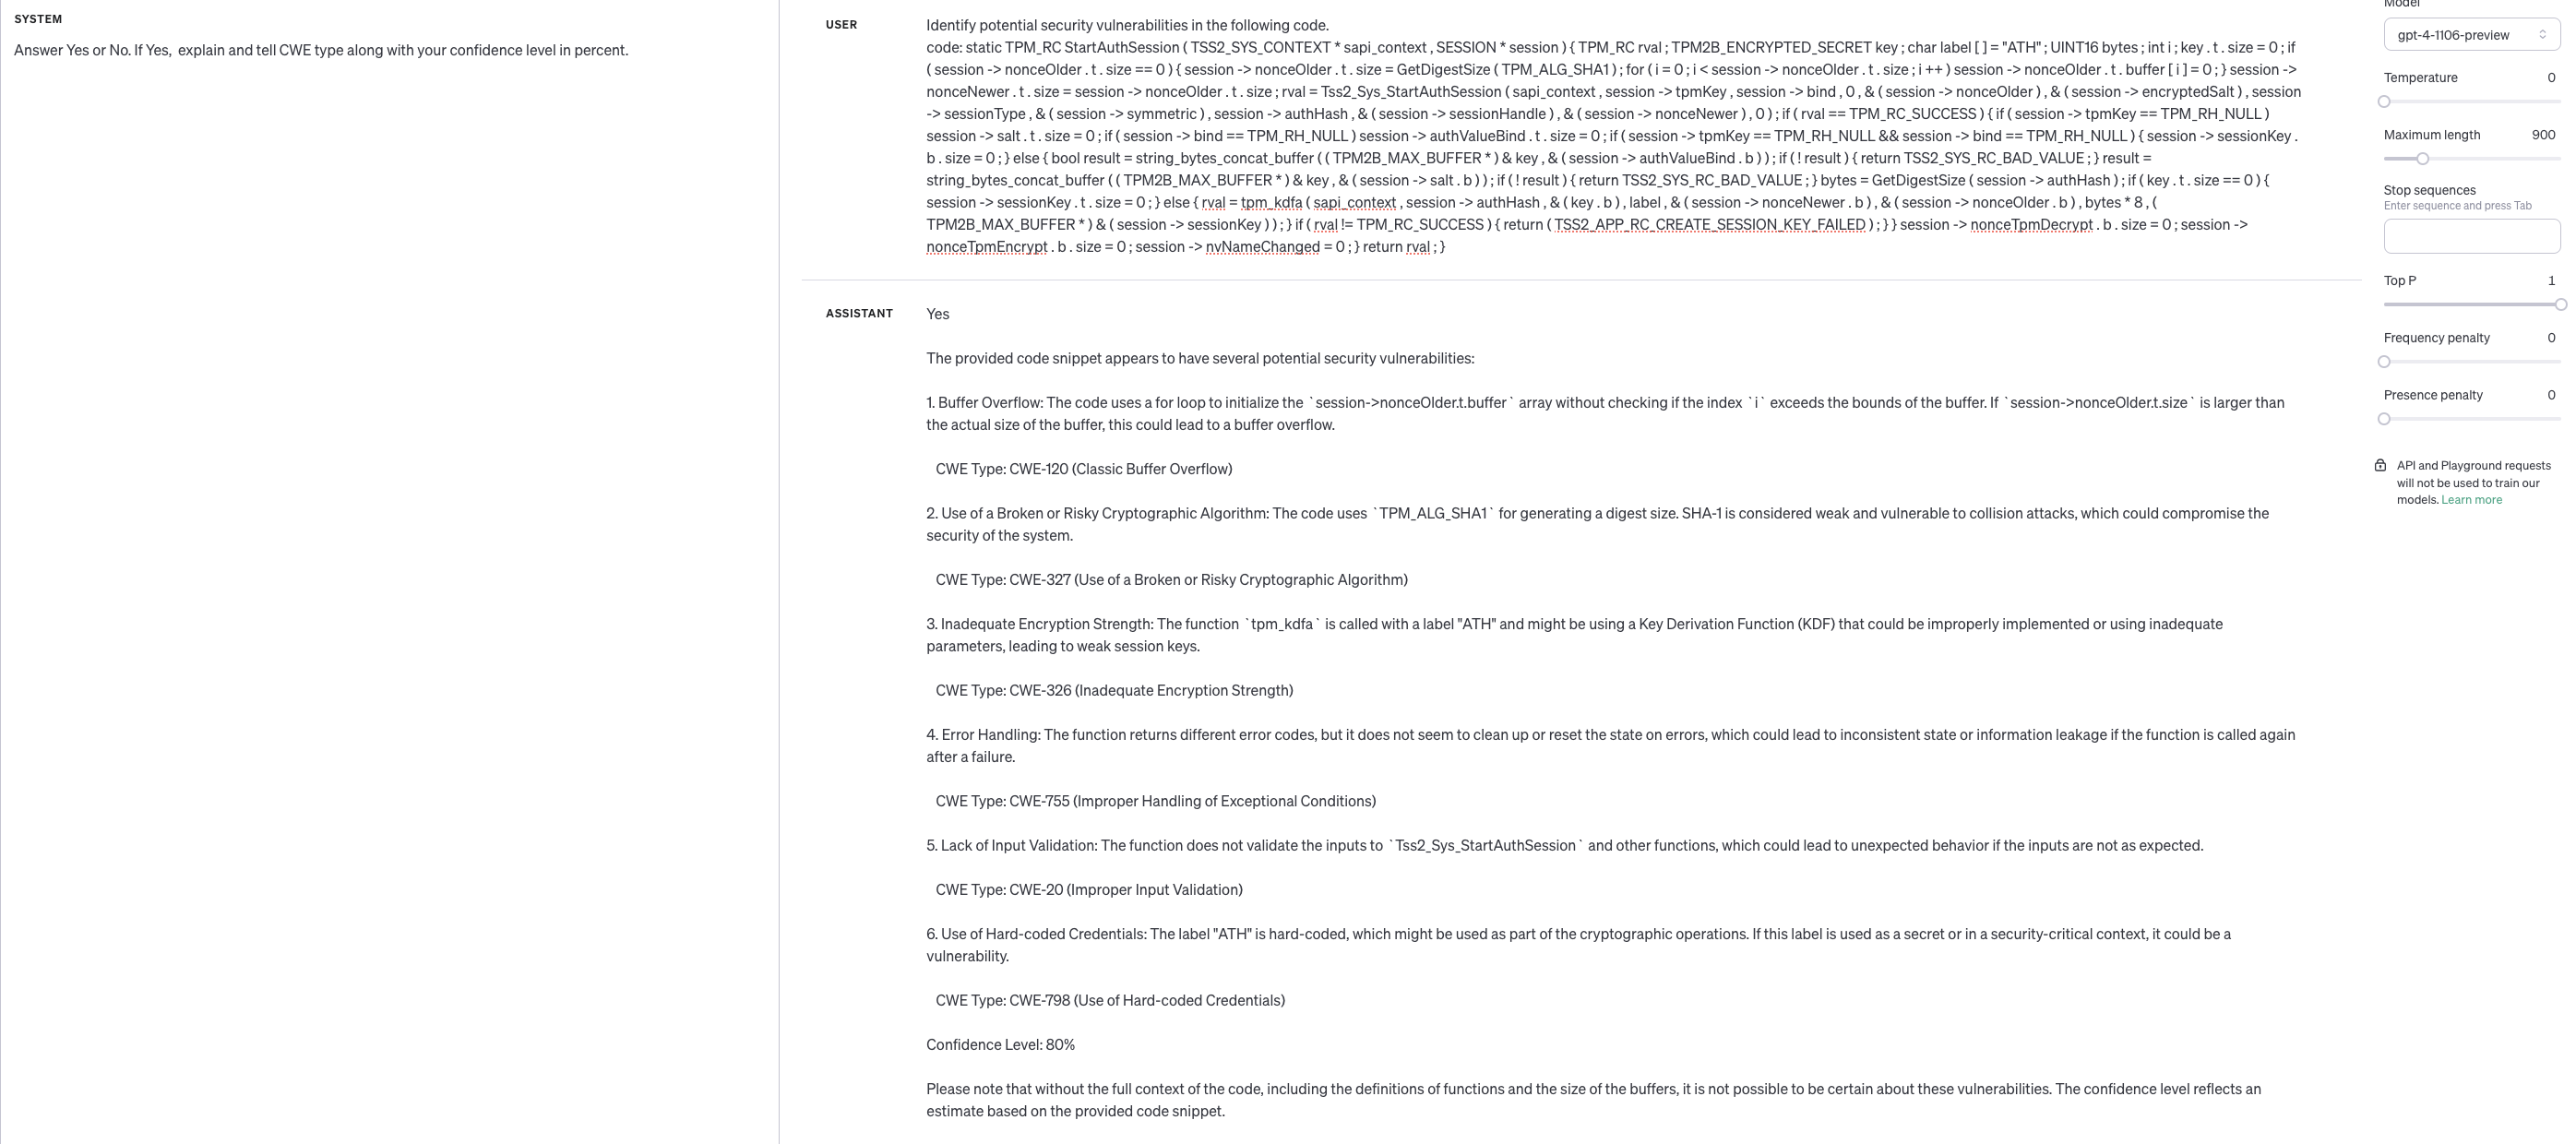 SYSTEM
Answer Yes or No. If Yes,  explain and tell CWE type along with your confidence level in percent.
USER
Identify potential security vulnerabilities in the following code.
code: static TPM_RC StartAuthSession ( TSS2_SYS_CONTEXT * sapi_context , SESSION * session ) { TPM_RC rval ; TPM2B_ENCRYPTED_SECRET key ; char label [ ] = "ATH" ; UINT16 bytes ; int i ; key . t . size = 0 ; if
( session -> nonceOlder . t . size == 0 ) { session -> nonceOlder . t . size = GetDigestSize ( TPM_ALG_SHA1 ) ; for ( i = 0 ; i < session -> nonceOlder . t . size ; i ++ ) session -> nonceOlder . t . buffer [ i ] = 0 ; } session ->
nonceNewer . t . size = session -> nonceOlder . t . size ; rval = Tss2_Sys_StartAuthSession ( sapi_context , session -> tpmKey , session -> bind , 0 , & ( session -> nonceOlder ) , & ( session -> encryptedSalt ) , session
-> sessionType , & ( session -> symmetric ) , session -> authHash , & ( session -> sessionHandle ) , & ( session -> nonceNewer ) , 0 ) ; if ( rval == TPM_RC_SUCCESS ) { if ( session -> tpmKey == TPM_RH_NULL )
session -> salt . t . size = 0 ; if ( session -> bind == TPM_RH_NULL ) session -> authValueBind . t . size = 0 ; if ( session -> tpmKey == TPM_RH_NULL && session -> bind == TPM_RH_NULL ) { session -> sessionKey .
b . size = 0 ; } else { bool result = string_bytes_concat_buffer ( ( TPM2B_MAX_BUFFER * ) & key , & ( session -> authValueBind . b ) ) ; if ( ! result ) { return TSS2_SYS_RC_BAD_VALUE ; } result =
string_bytes_concat_buffer ( ( TPM2B_MAX_BUFFER * ) & key , & ( session -> salt . b ) ) ; if ( ! result ) { return TSS2_SYS_RC_BAD_VALUE ; } bytes = GetDigestSize ( session -> authHash ) ; if ( key . t . size == 0 ) {
session -> sessionKey . t . size = 0 ; } else { rval = tpm_kdfa ( sapi_context , session -> authHash , & ( key . b ) , label , & ( session -> nonceNewer . b ) , & ( session -> nonceOlder . b ) , bytes * 8 , (
TPM2B_MAX_BUFFER * ) & ( session -> sessionKey ) ) ; } if ( rval != TPM_RC_SUCCESS ) { return ( TSS2_APP_RC_CREATE_SESSION_KEY_FAILED ) ; } } session -> nonceTpmDecrypt . b . size = 0 ; session ->
nonceTpmEncrypt . b . size = 0 ; session -> nvNameChanged = 0 ; } return rval ; }
ASSISTANT
Yes
The provided code snippet appears to have several potential security vulnerabilities:
1. Buffer Overflow: The code uses a for loop to initialize the `session->nonceOlder.t.buffer` array without checking if the index `i` exceeds the bounds of the buffer. If `session->nonceOlder.t.size` is larger than
the actual size of the buffer, this could lead to a buffer overflow.
CWE Type: CWE-120 (Classic Buffer Overflow)
2. Use of a Broken or Risky Cryptographic Algorithm: The code uses `TPM_ALG_SHA1` for generating a digest size. SHA-1 is considered weak and vulnerable to collision attacks, which could compromise the
security of the system.
CWE Type: CWE-327 (Use of a Broken or Risky Cryptographic Algorithm)
3. Inadequate Encryption Strength: The function `tpm_kdfa` is called with a label "ATH" and might be using a Key Derivation Function (KDF) that could be improperly implemented or using inadequate
parameters, leading to weak session keys.
CWE Type: CWE-326 (Inadequate Encryption Strength)
4. Error Handling: The function returns different error codes, but it does not seem to clean up or reset the state on errors, which could lead to inconsistent state or information leakage if the function is called again
after a failure.
CWE Type: CWE-755 (Improper Handling of Exceptional Conditions)
5. Lack of Input Validation: The function does not validate the inputs to `Tss2_Sys_StartAuthSession` and other functions, which could lead to unexpected behavior if the inputs are not as expected.
CWE Type: CWE-20 (Improper Input Validation)
6. Use of Hard-coded Credentials: The label "ATH" is hard-coded, which might be used as part of the cryptographic operations. If this label is used as a secret or in a security-critical context, it could be a
vulnerability.
CWE Type: CWE-798 (Use of Hard-coded Credentials)
Confidence Level: 80%
Please note that without the full context of the code, including the definitions of functions and the size of the buffers, it is not possible to be certain about these vulnerabilities. The confidence level reflects an
estimate based on the provided code snippet.
Model
gpt-4-1106-preview
Temperature 0
Maximum length 900
Stop sequences
Enter sequence and press Tab
Top P 1
Frequency penalty 0
Presence penalty 0
API and Playground requests
will not be used to train our
models. Learn more